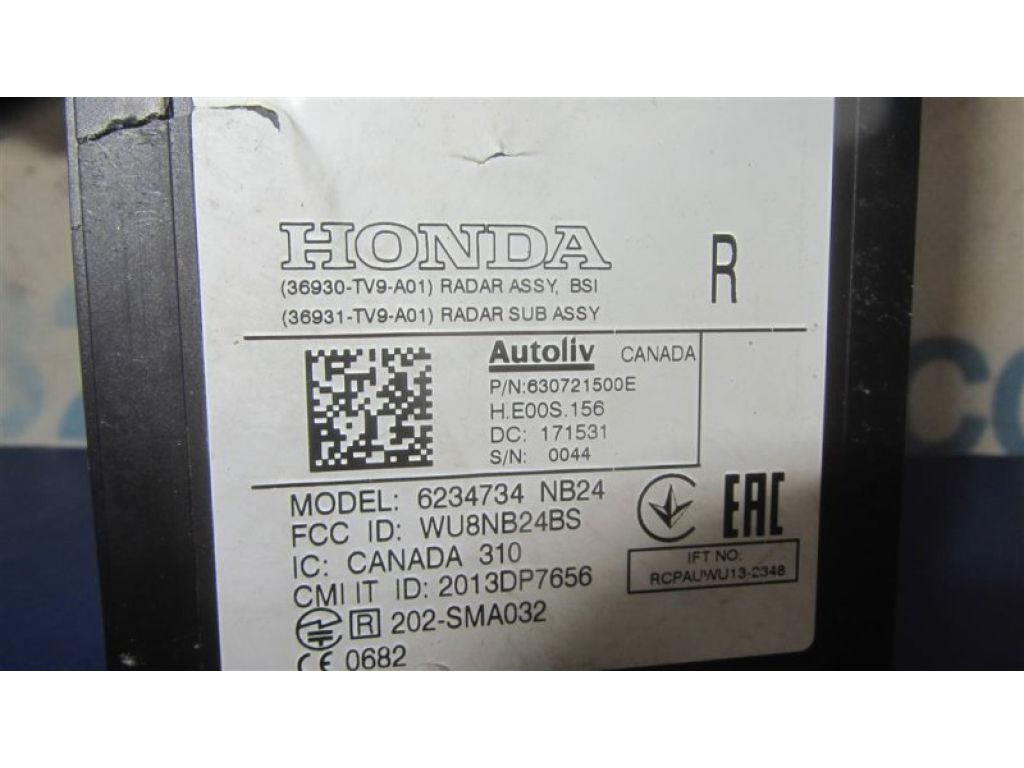 HONDA
R
(36930-TV9-A01) RADAR ASSY, BSI
(36931-TV9-A01) RADAR SUB ASSY
Autoliv CANADA
P/N:630721500E
H.E00S.156
DC: 171531
S/N: 0044
MODEL: 6234734 NB24
FCC ID: WU8NB24BS
IC: CANADA 310
CMI IT ID: 2013DP7656
R 202-SMA032
CE 0682
EAC
IFT NO:
RCPAUWU13-2348